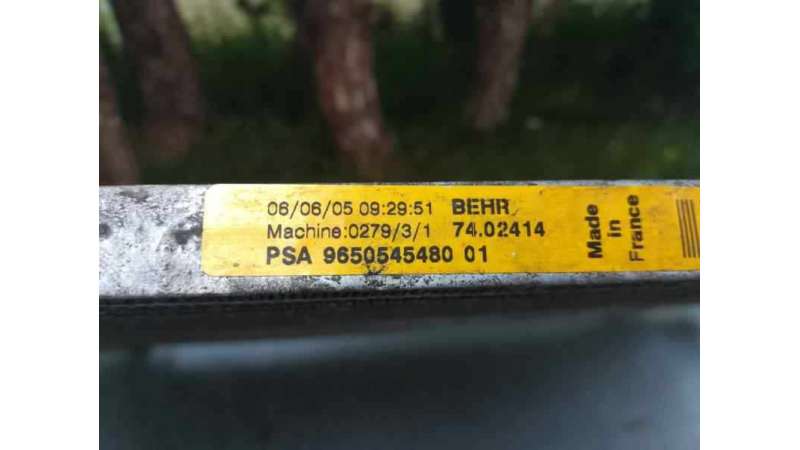 06/06/05 09:29:51 BEHR
Machine:0279/3/1 74.02414
PSA 9650545480 01
Made
in
France